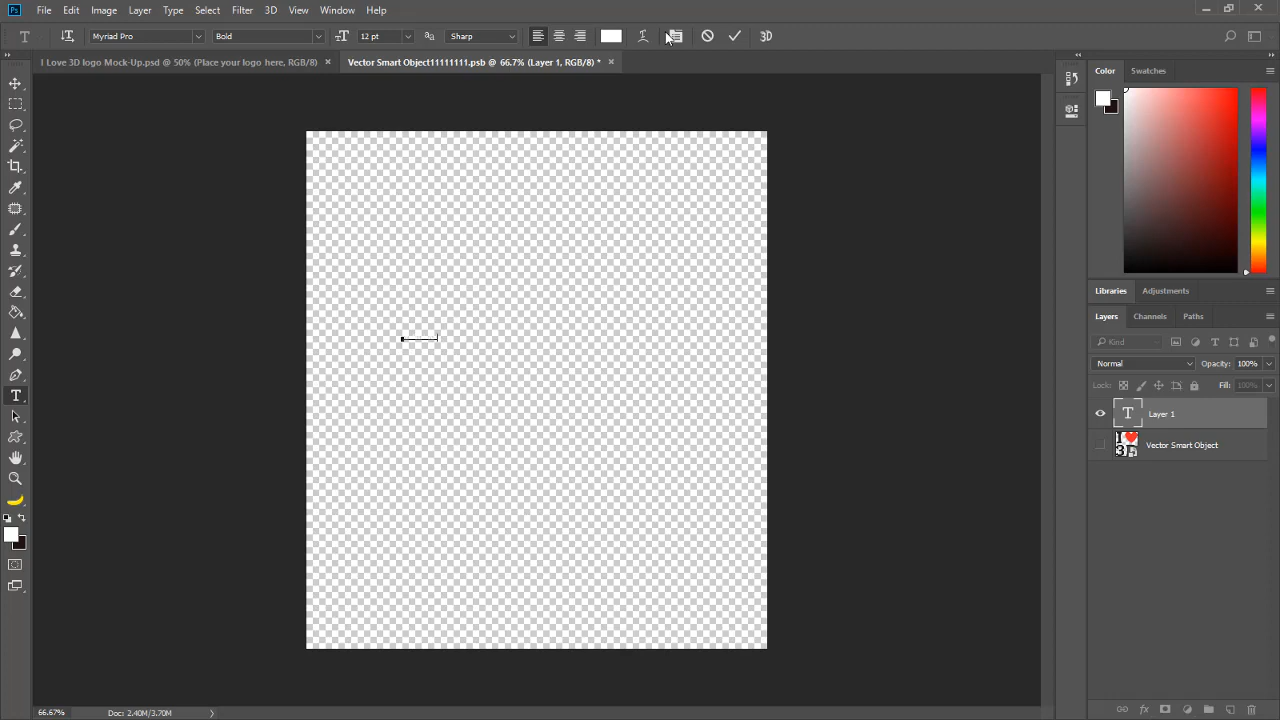 Ps File Edit Image Layer Type Select Filter 3D View Window Help
T Myriad Pro Bold 12 pt aa Sharp 3D
I Love 3D logo Mock-Up.psd @ 50% (Place your logo here, RGB/8) × Vector Smart Object11111111.psb @ 66.7% (Layer 1, RGB/8) * ×
Color Swatches
Libraries Adjustments
Layers Channels Paths
Kind
Normal Opacity: 100%
Lock: Fill: 100%
T Layer 1
Vector Smart Object
66.67% Doc: 2.40M/3.70M